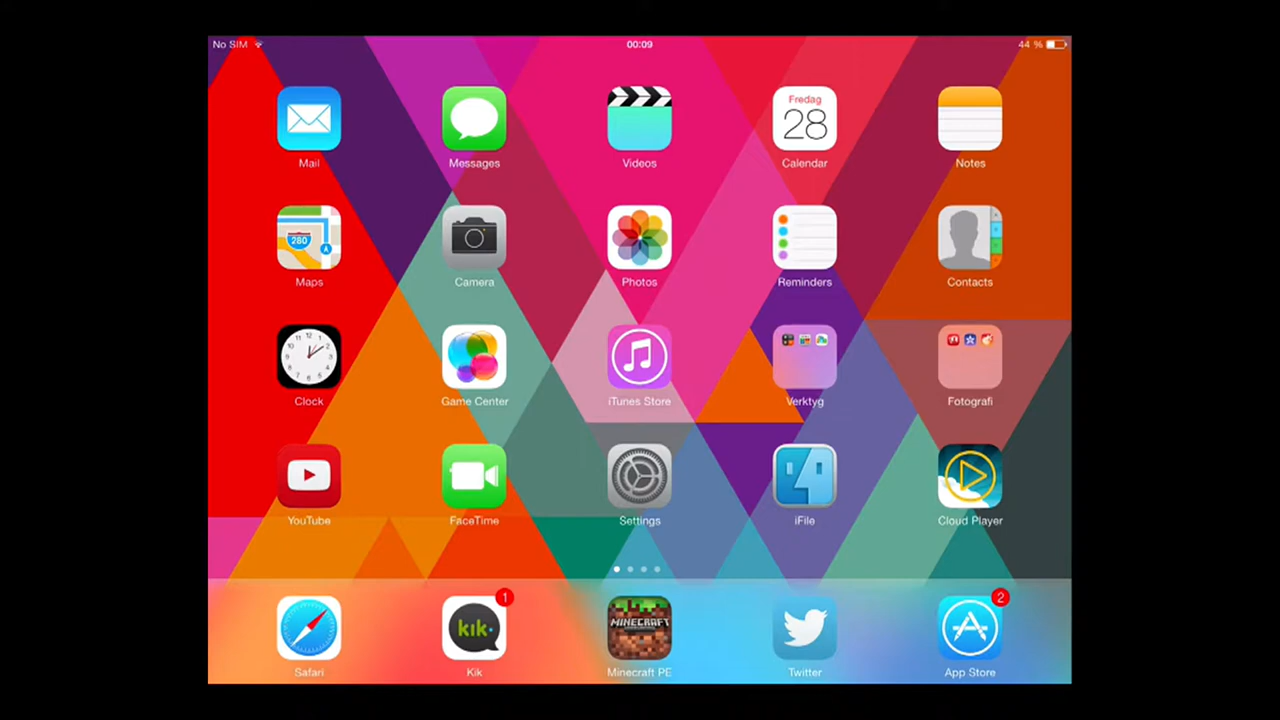 No SIM 00:09 44 %
Fredag
28
Mail Messages Videos Calendar Notes
280
Maps Camera Photos Reminders Contacts
Clock Game Center iTunes Store Verktyg Fotografi
YouTube FaceTime Settings iFile Cloud Player
1 2
kik.
MINECRAFT
Safari Kik Minecraft PE Twitter App Store